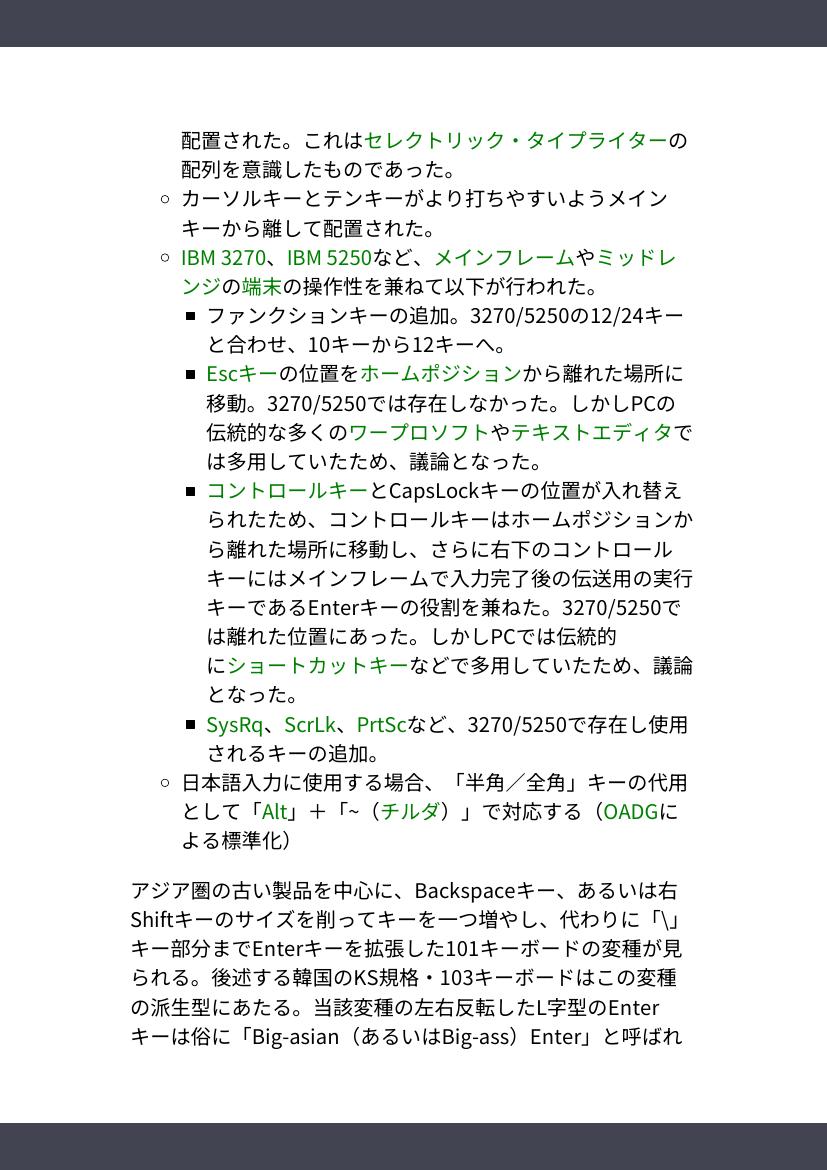 配置された。これはセレクトリック・タイプライターの
配列を意識したものであった。
○ カーソルキーとテンキーがより打ちやすいようメイン
キーから離して配置された。
○ IBM 3270、IBM 5250など、メインフレームやミッドレ
ンジの端末の操作性を兼ねて以下が行われた。
■ ファンクションキーの追加。3270/5250の12/24キー
と合わせ、10キーから12キーへ。
■ Escキーの位置をホームポジションから離れた場所に
移動。3270/5250では存在しなかった。しかしPCの
伝統的な多くのワープロソフトやテキストエディタで
は多用していたため、議論となった。
■ コントロールキーとCapsLockキーの位置が入れ替え
られたため、コントロールキーはホームポジションか
ら離れた場所に移動し、さらに右下のコントロール
キーにはメインフレームで入力完了後の伝送用の実行
キーであるEnterキーの役割を兼ねた。3270/5250で
は離れた位置にあった。しかしPCでは伝統的
にショートカットキーなどで多用していたため、議論
となった。
■ SysRq、ScrLk、PrtScなど、3270/5250で存在し使用
されるキーの追加。
○ 日本語入力に使用する場合、「半角／全角」キーの代用
として「Alt」＋「~（チルダ）」で対応する（OADGに
よる標準化）
アジア圏の古い製品を中心に、Backspaceキー、あるいは右
Shiftキーのサイズを削ってキーを一つ増やし、代わりに「\」
キー部分までEnterキーを拡張した101キーボードの変種が見
られる。後述する韓国のKS規格・103キーボードはこの変種
の派生型にあたる。当該変種の左右反転したL字型のEnter
キーは俗に「Big-asian（あるいはBig-ass）Enter」と呼ばれ